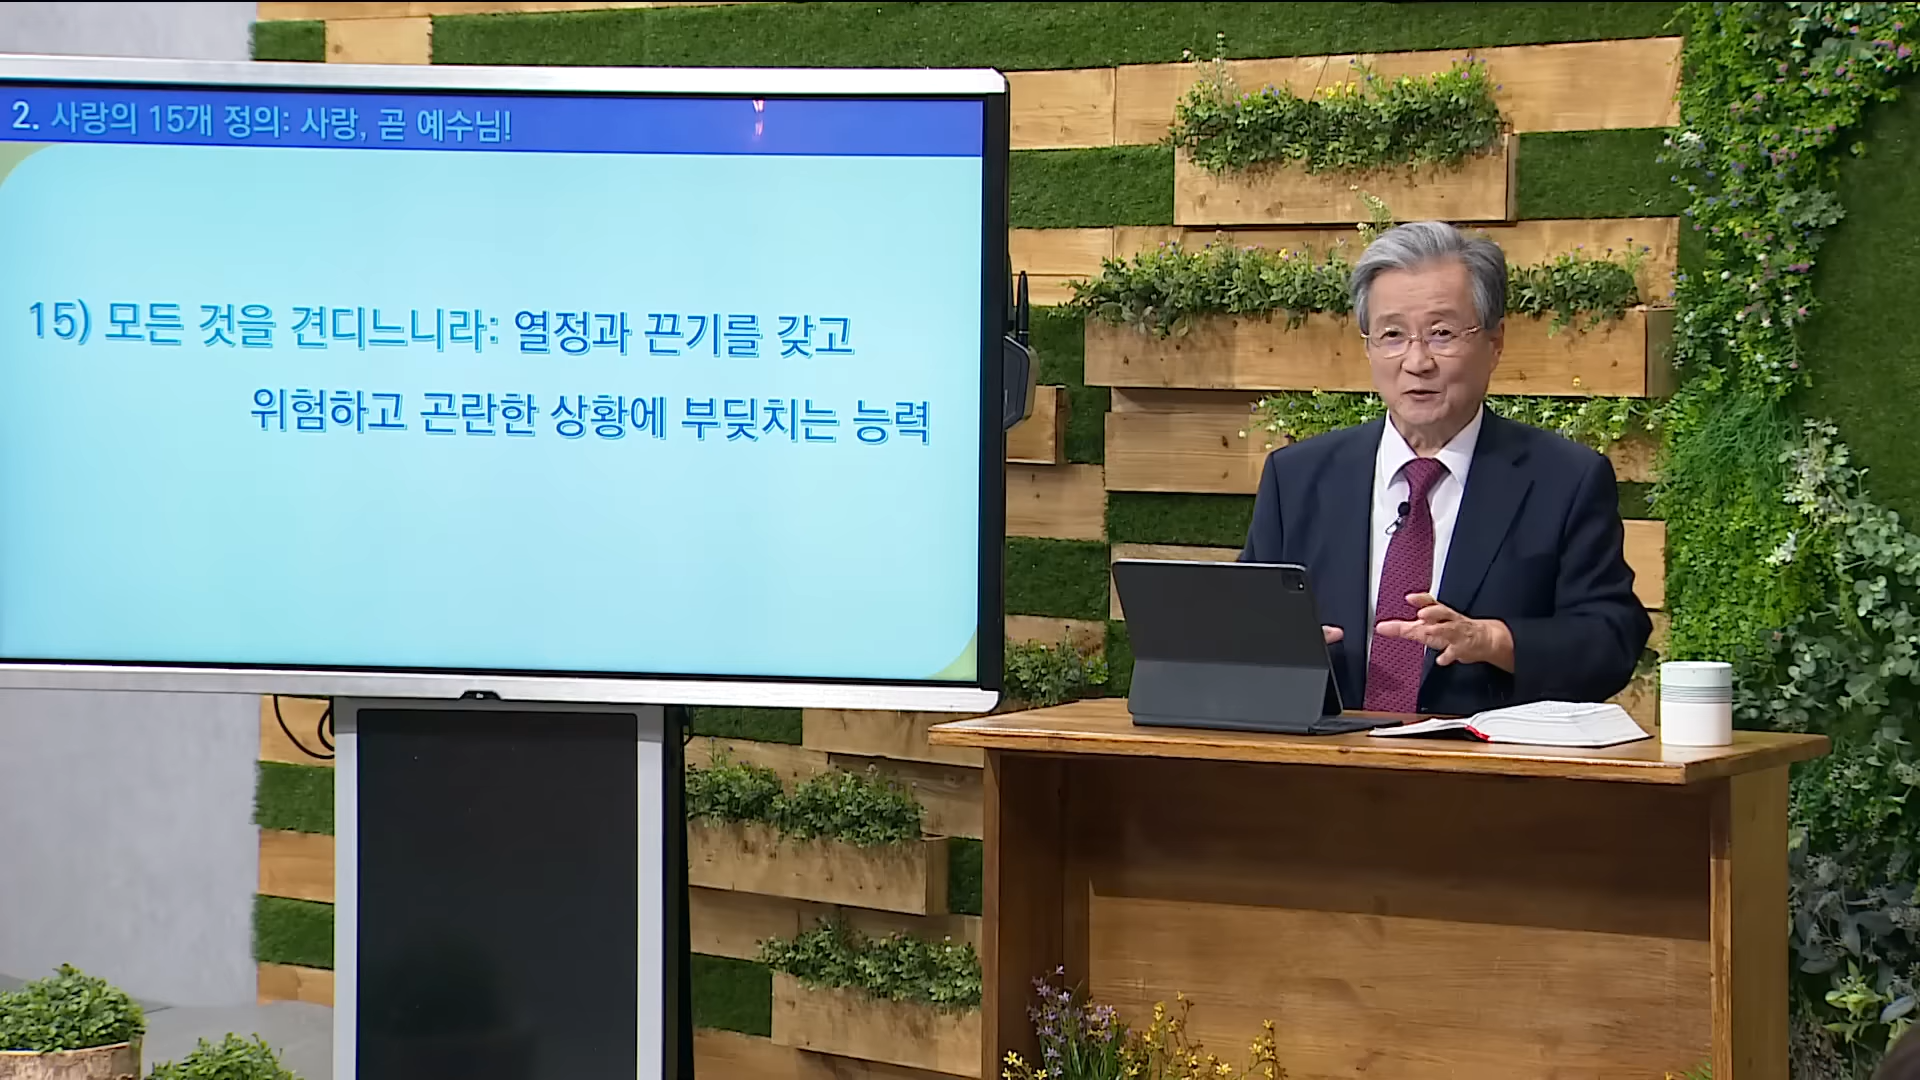 2. 사랑의 15개 정의: 사랑, 곧 예수님!
15) 모든 것을 견디느니라: 열정과 끈기를 갖고
위험하고 곤란한 상황에 부딪치는 능력